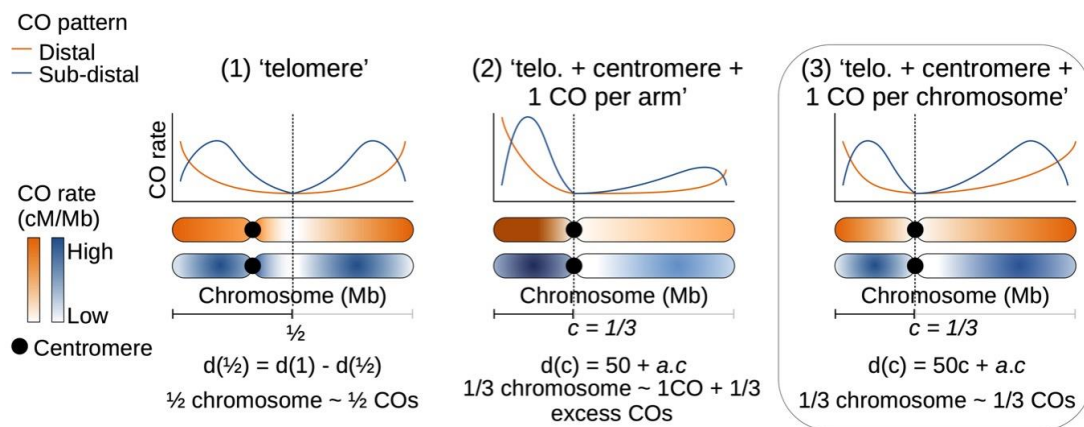 CO pattern
Distal
Sub-distal
(1) ‘telomere’
(2) ‘telo. + centromere +
1 CO per arm’
(3) ‘telo. + centromere +
1 CO per chromosome’
CO rate
CO rate
(cM/Mb)
High
Low
Centromere
Chromosome (Mb)
½
d(½) = d(1) - d(½)
½ chromosome ~ ½ COs
Chromosome (Mb)
c = 1/3
d(c) = 50 + a.c
1/3 chromosome ~ 1CO + 1/3
excess COs
Chromosome (Mb)
c = 1/3
d(c) = 50c + a.c
1/3 chromosome ~ 1/3 COs